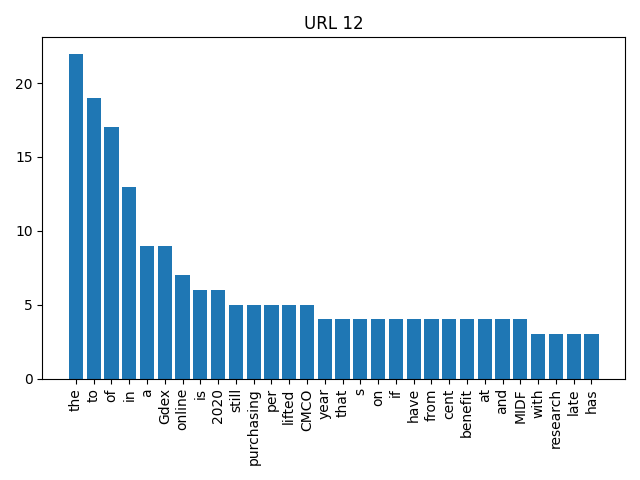 URL 12
20
15
10
5
0
the
to
of
in
a
Gdex
online
is
2020
still
purchasing
per
lifted
CMCO
year
that
s
on
if
have
from
cent
benefit
at
and
MIDF
with
research
late
has